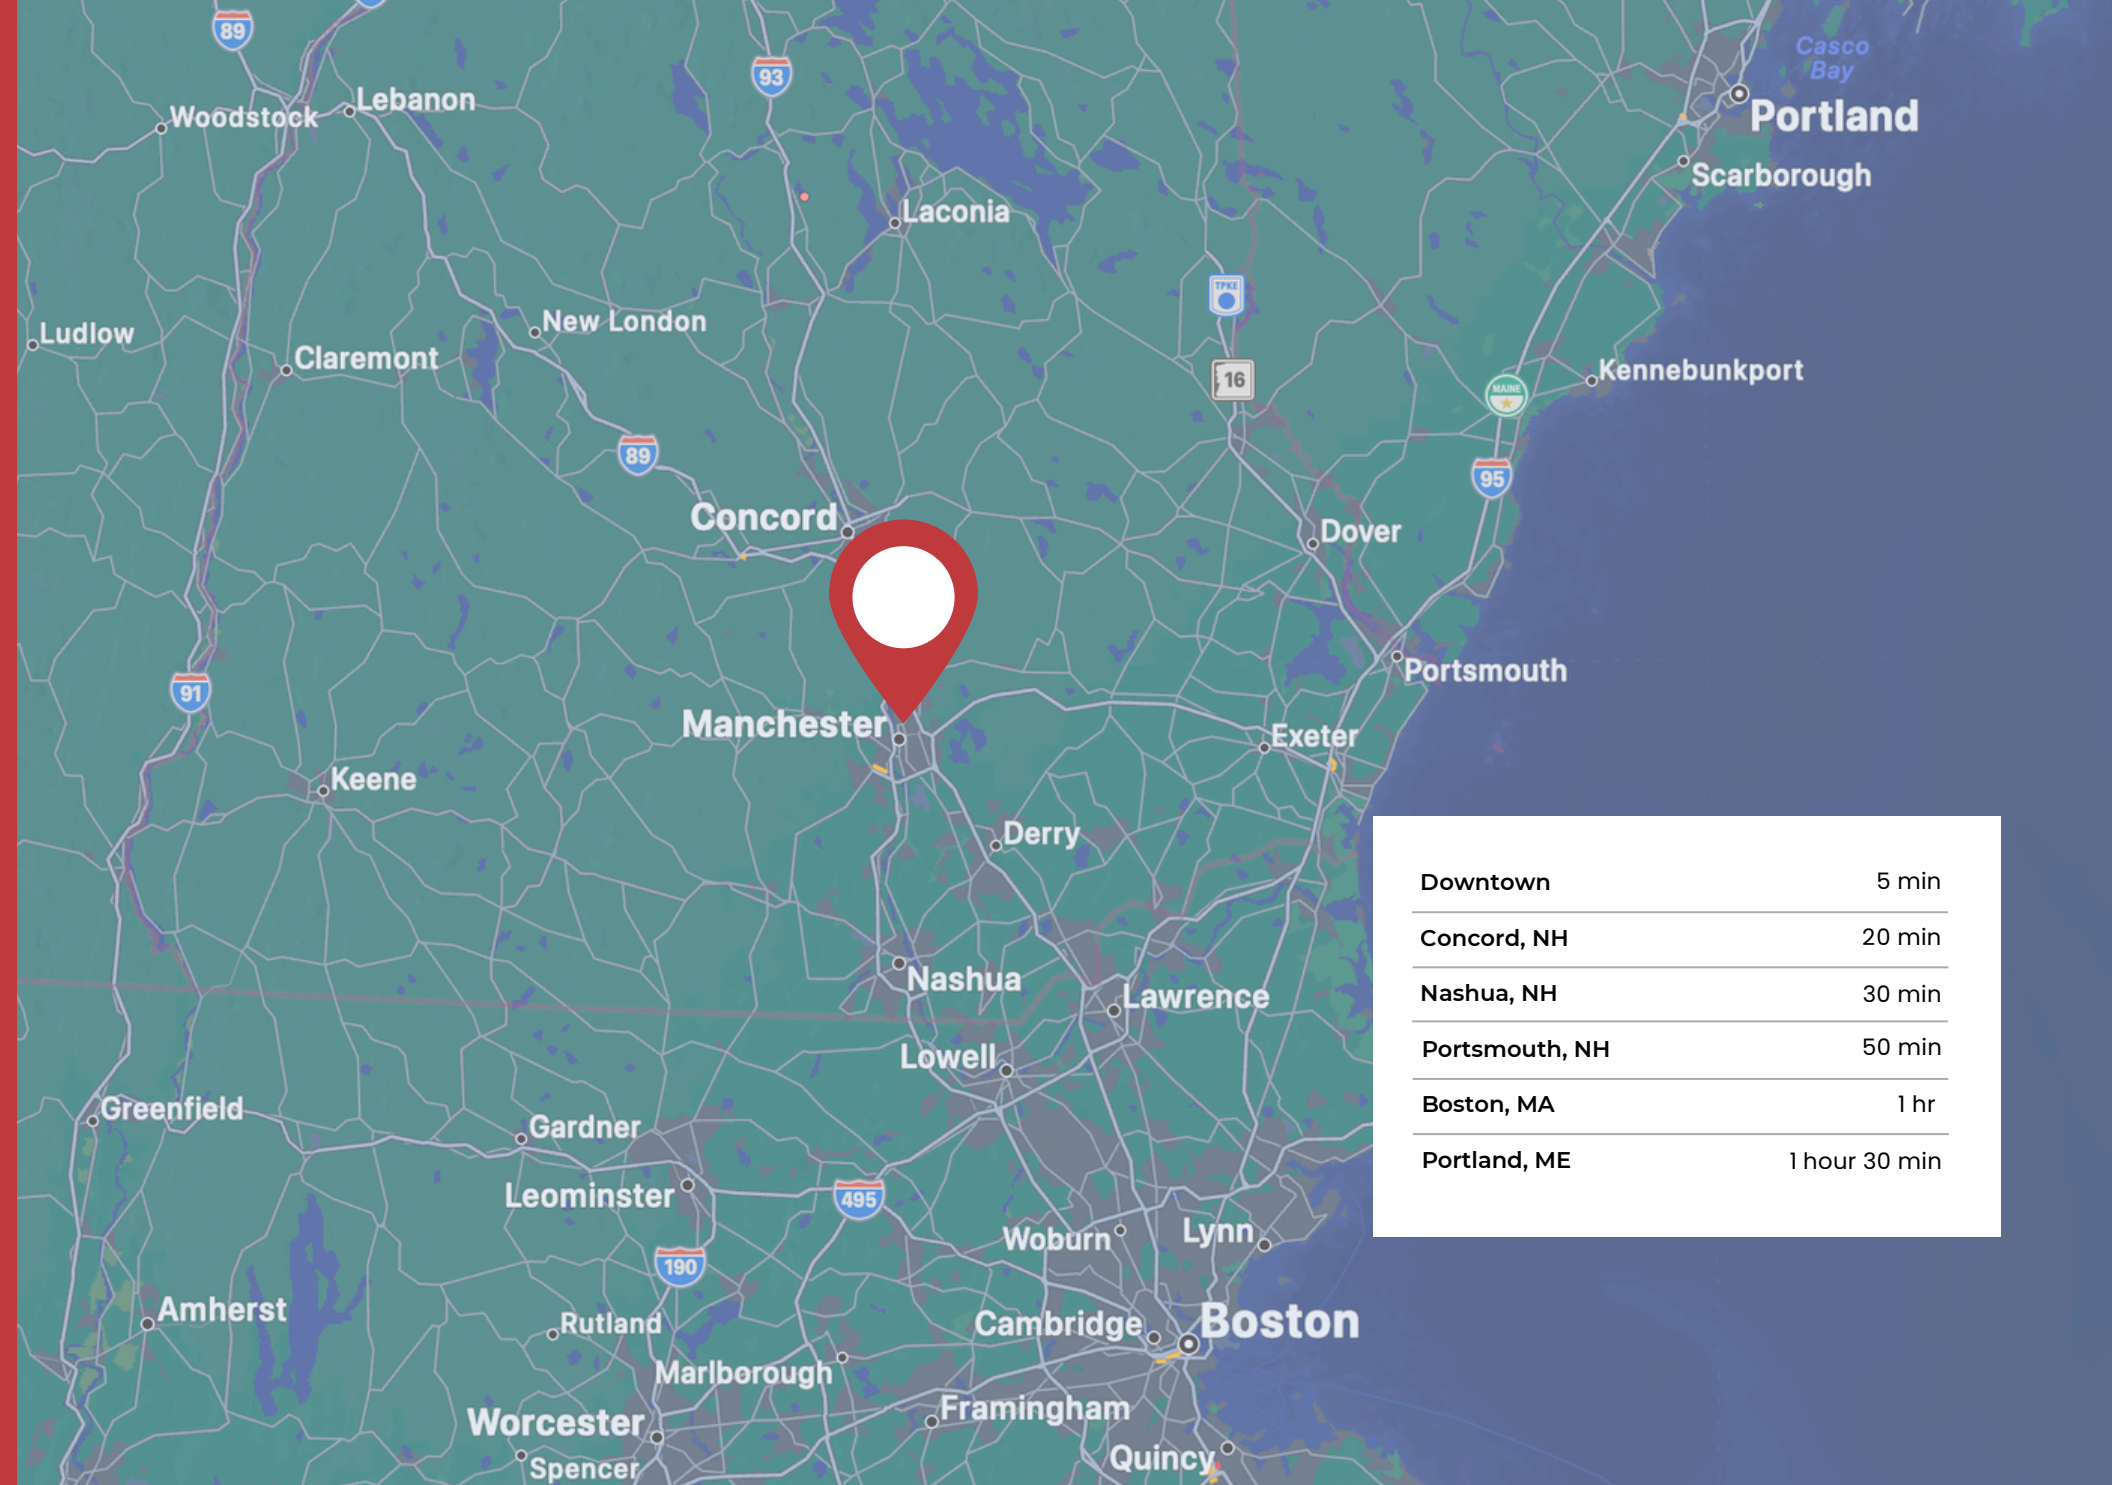 89
93
Casco
Bay
Lebanon
Woodstock
Portland
Scarborough
Laconia
TPKE
New London
Ludlow
Claremont
16
Kennebunkport
MAINE
89
95
Concord
Dover
91
Portsmouth
Manchester
Exeter
Keene
Derry
Downtown 5 min
Concord, NH 20 min
Nashua, NH 30 min
Portsmouth, NH 50 min
Boston, MA 1 hr
Portland, ME 1 hour 30 min
Nashua
Lawrence
Lowell
Greenfield
Gardner
Leominster
495
Woburn
Lynn
190
Amherst
Rutland
Cambridge
Boston
Marlborough
Framingham
Worcester
Quincy
Spencer